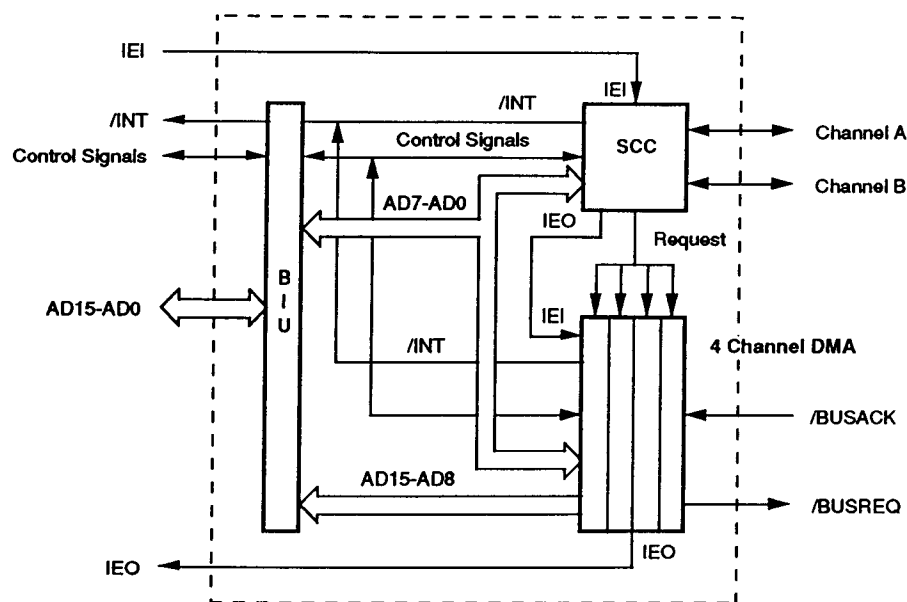 IEI
IEI
/INT
/INT
SCC
Channel A
Control Signals
Control Signals
Channel B
AD7-AD0
IEO
Request
B
I
U
AD15-AD0
IEI
/INT
4 Channel DMA
/BUSACK
AD15-AD8
/BUSREQ
IEO
IEO